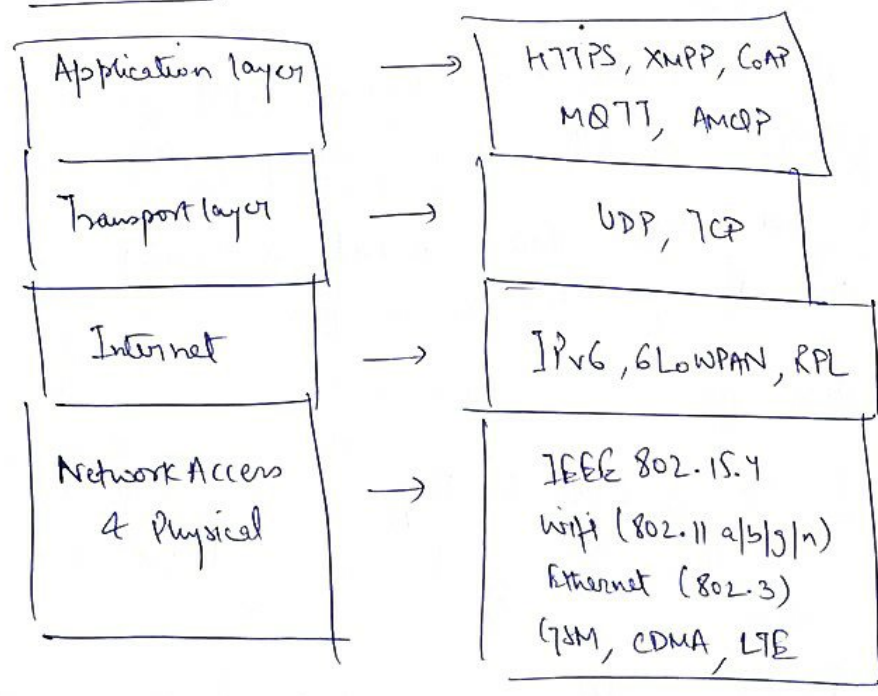 Application layer
HTTPS, XMPP, CoAP
MQTT, AMQP
Transport layer
UDP, TCP
Internet
IPv6, 6LoWPAN, RPL
Network Access
& Physical
IEEE 802.15.4
Wifi (802.11 a/b/g/n)
Ethernet (802.3)
GSM, CDMA, LTE